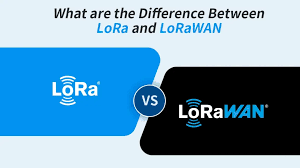 What are the Difference Between
LoRa and LoRaWAN
LoRa®
VS
LoRaWAN®